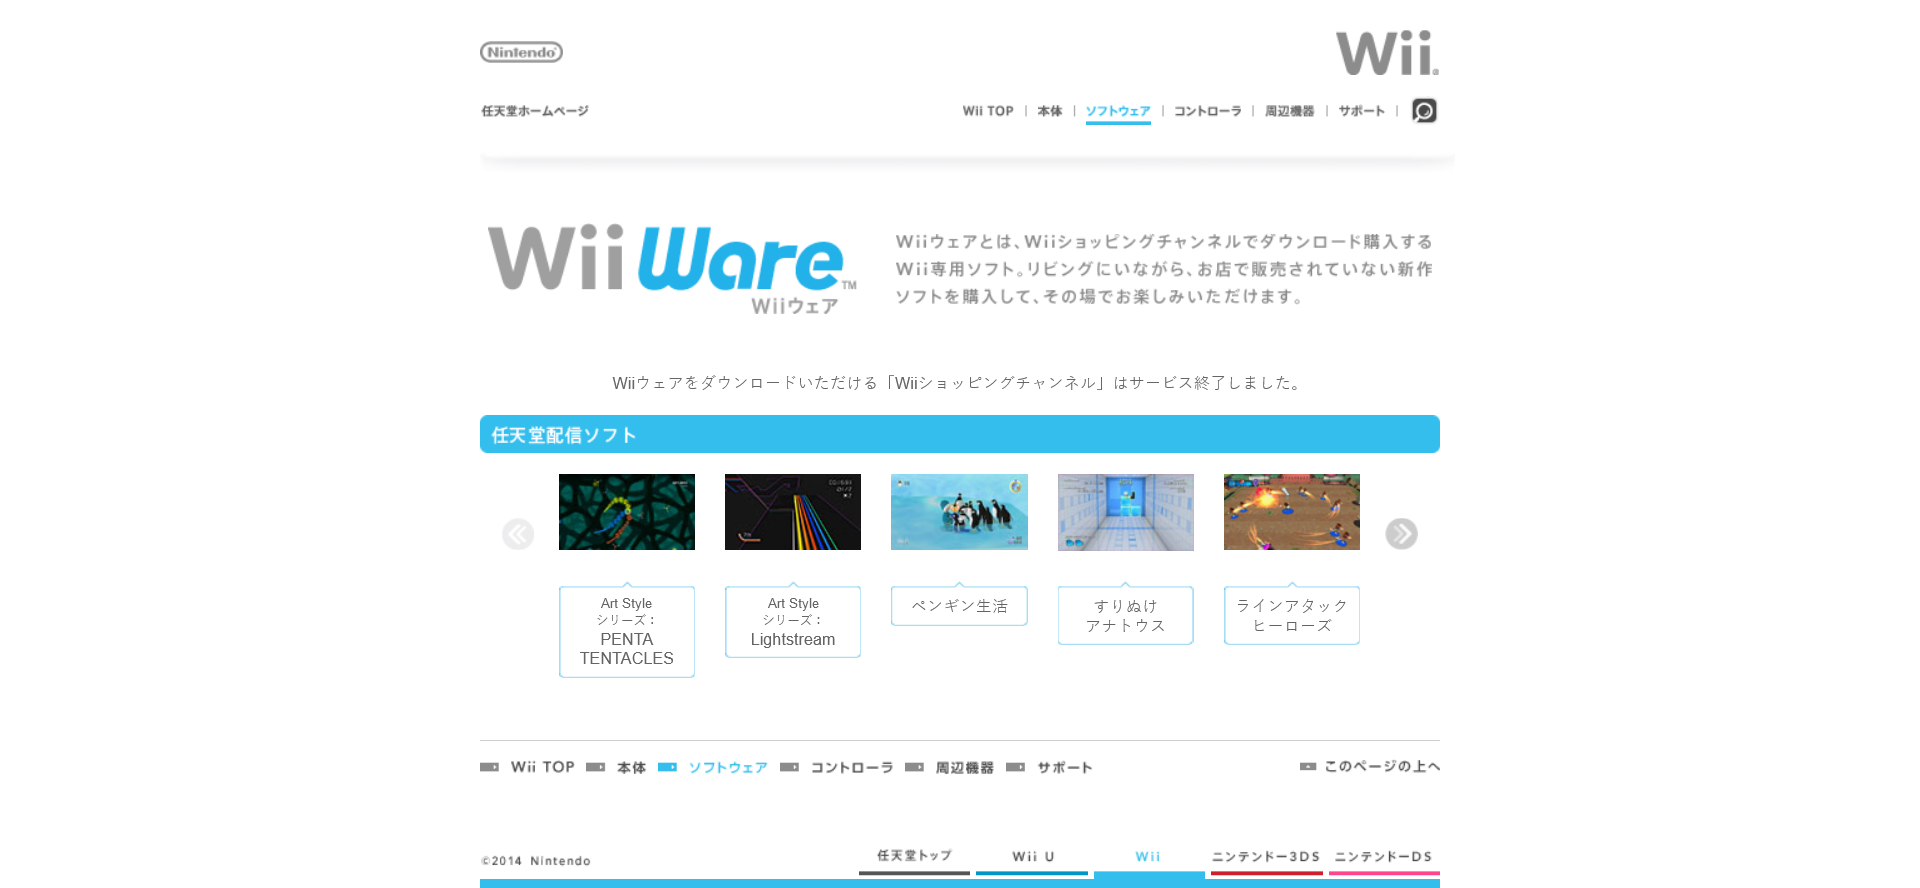 Nintendo
Wii
任天堂ホームページ
Wii TOP | 本体 | ソフトウェア | コントローラ | 周辺機器 | サポート |
WiiWare™
Wiiウェア
Wiiウェアとは、Wiiショッピングチャンネルでダウンロード購入する
Wii専用ソフト。リビングにいながら、お店で販売されていない新作
ソフトを購入して、その場でお楽しみいただけます。
Wiiウェアをダウンロードいただける「Wiiショッピングチャンネル」はサービス終了しました。
任天堂配信ソフト
Art Style
シリーズ：
PENTA
TENTACLES
Art Style
シリーズ：
Lightstream
ペンギン生活
すりぬけ
アナトウス
ラインアタック
ヒーローズ
Wii TOP 本体 ソフトウェア コントローラ 周辺機器 サポート
このページの上へ
©2014 Nintendo
任天堂トップ Wii U Wii ニンテンドー3DS ニンテンドーDS